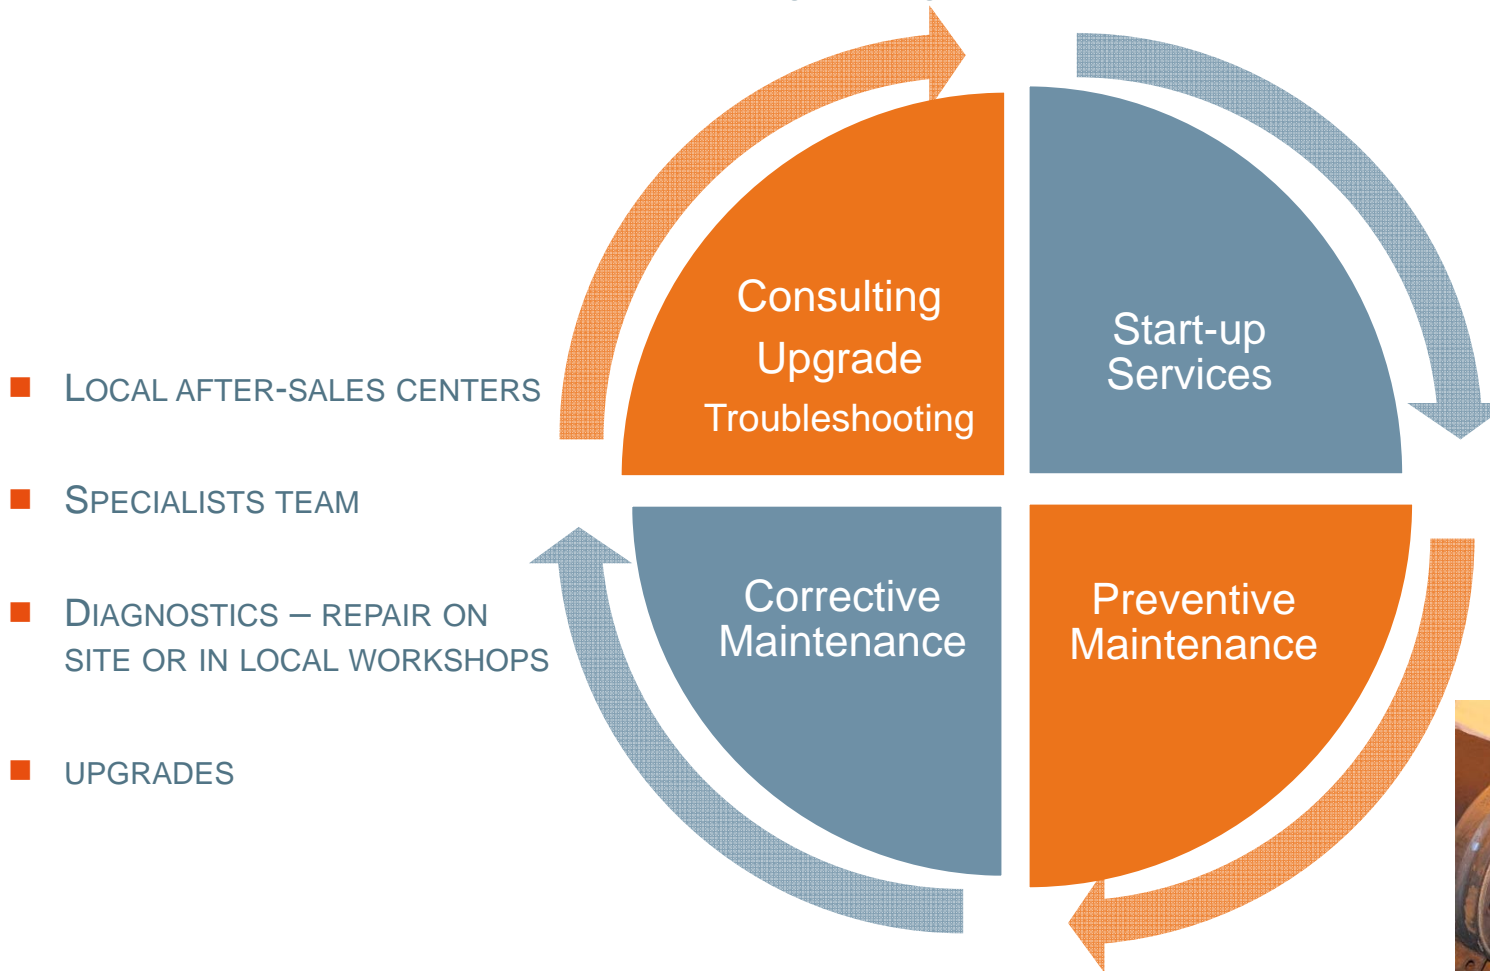 LOCAL AFTER-SALES CENTERS
SPECIALISTS TEAM
DIAGNOSTICS – REPAIR ON
SITE OR IN LOCAL WORKSHOPS
UPGRADES
Consulting
Upgrade
Troubleshooting
Start-up
Services
Corrective
Maintenance
Preventive
Maintenance